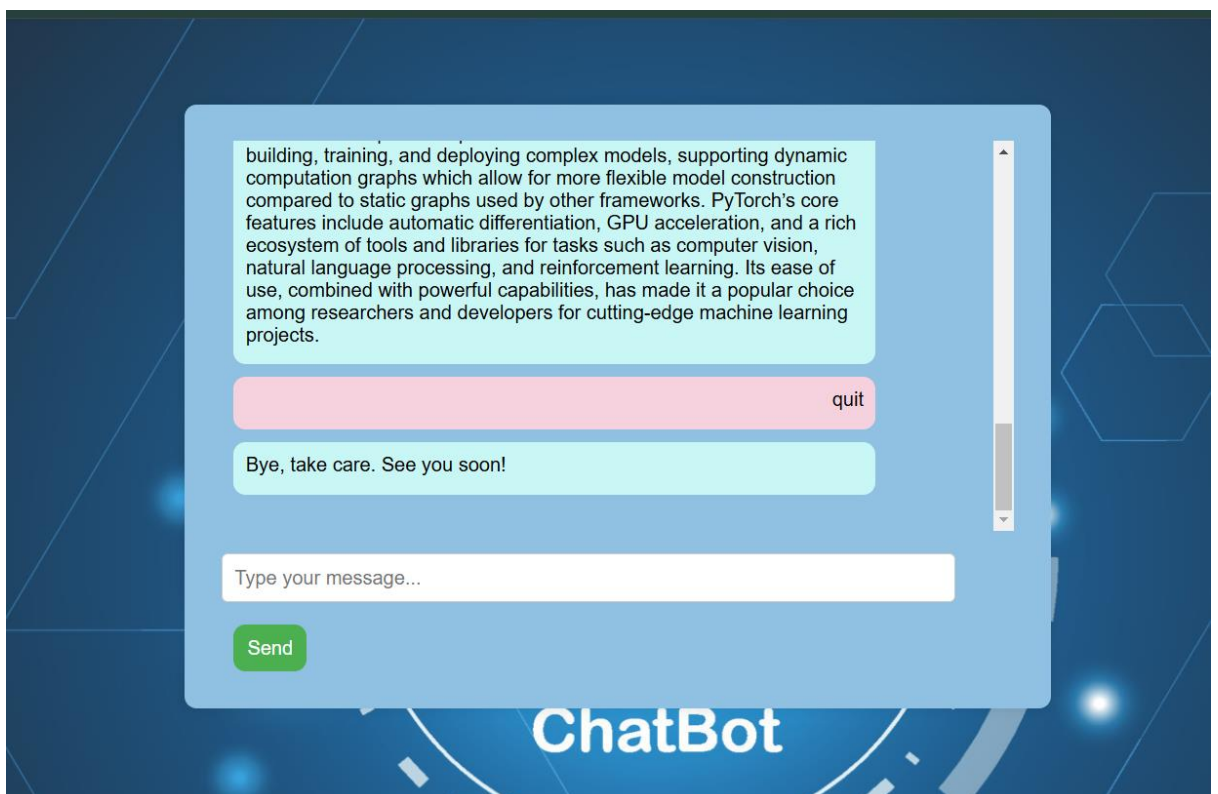 building, training, and deploying complex models, supporting dynamic
computation graphs which allow for more flexible model construction
compared to static graphs used by other frameworks. PyTorch's core
features include automatic differentiation, GPU acceleration, and a rich
ecosystem of tools and libraries for tasks such as computer vision,
natural language processing, and reinforcement learning. Its ease of
use, combined with powerful capabilities, has made it a popular choice
among researchers and developers for cutting-edge machine learning
projects.
quit
Bye, take care. See you soon!
Type your message...
Send
ChatBot